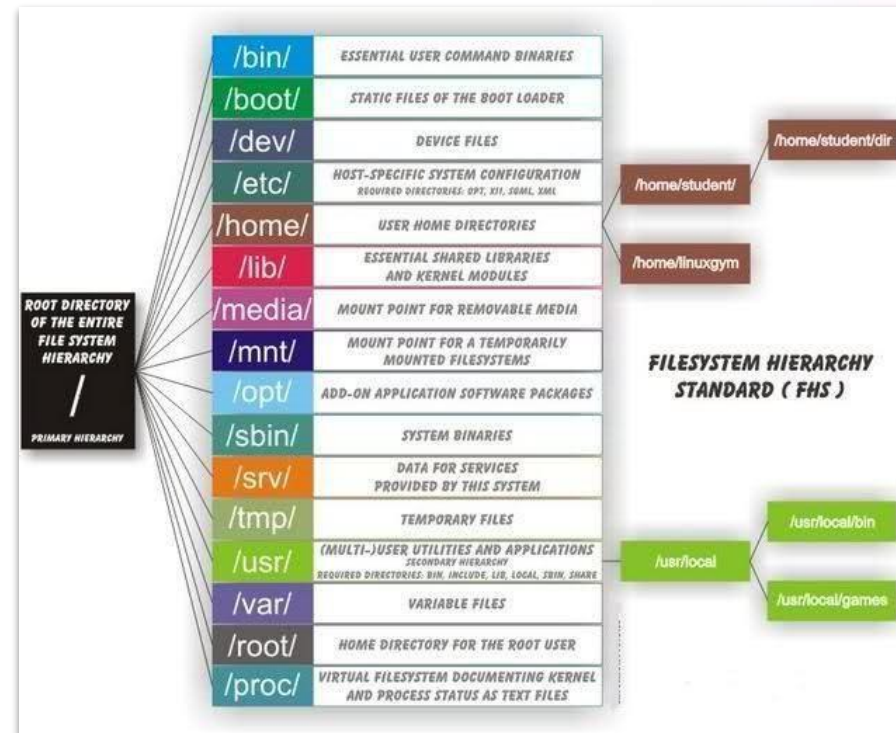 ROOT DIRECTORY
OF THE ENTIRE
FILE SYSTEM
HIERARCHY
/
PRIMARY HIERARCHY
/bin/
ESSENTIAL USER COMMAND BINARIES
/boot/
STATIC FILES OF THE BOOT LOADER
/dev/
DEVICE FILES
/etc/
HOST-SPECIFIC SYSTEM CONFIGURATION
REQUIRED DIRECTORIES: OPT, X11, SGML, XML
/home/
USER HOME DIRECTORIES
/lib/
ESSENTIAL SHARED LIBRARIES
AND KERNEL MODULES
/media/
MOUNT POINT FOR REMOVABLE MEDIA
/mnt/
MOUNT POINT FOR A TEMPORARILY
MOUNTED FILESYSTEMS
/opt/
ADD-ON APPLICATION SOFTWARE PACKAGES
/sbin/
SYSTEM BINARIES
/srv/
DATA FOR SERVICES
PROVIDED BY THIS SYSTEM
/tmp/
TEMPORARY FILES
/usr/
(MULTI-)USER UTILITIES AND APPLICATIONS
SECONDARY HIERARCHY
REQUIRED DIRECTORIES: BIN, INCLUDE, LIB, LOCAL, SBIN, SHARE
/var/
VARIABLE FILES
/root/
HOME DIRECTORY FOR THE ROOT USER
/proc/
VIRTUAL FILESYSTEM DOCUMENTING KERNEL
AND PROCESS STATUS AS TEXT FILES
/home/student/
/home/student/dir
/home/linuxgym
FILESYSTEM HIERARCHY
STANDARD ( FHS )
/usr/local
/usr/local/bin
/usr/local/games